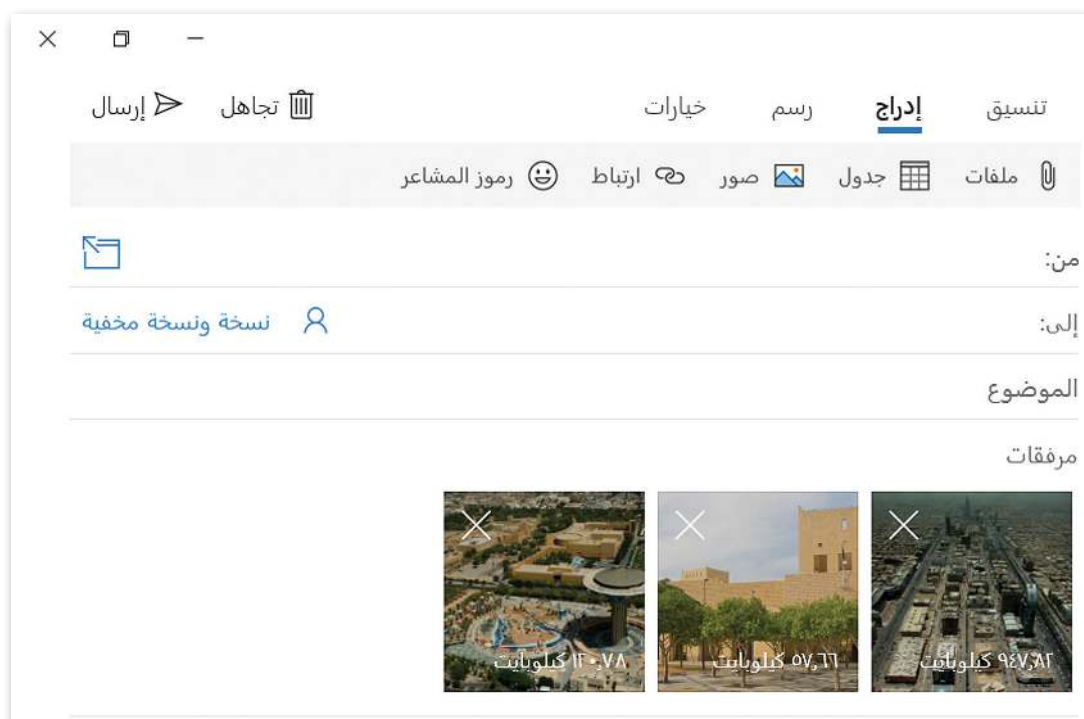 تنسيق إدراج رسم خيارات تجاهل إرسال
ملفات جدول صور ارتباط رموز المشاعر
من:
إلى: نسخة ونسخة مخفية
الموضوع
مرفقات
٩٤٧,٨٢ كيلوبايت ٥٧,٦٦ كيلوبايت ١٢٠,٧٨ كيلوبايت